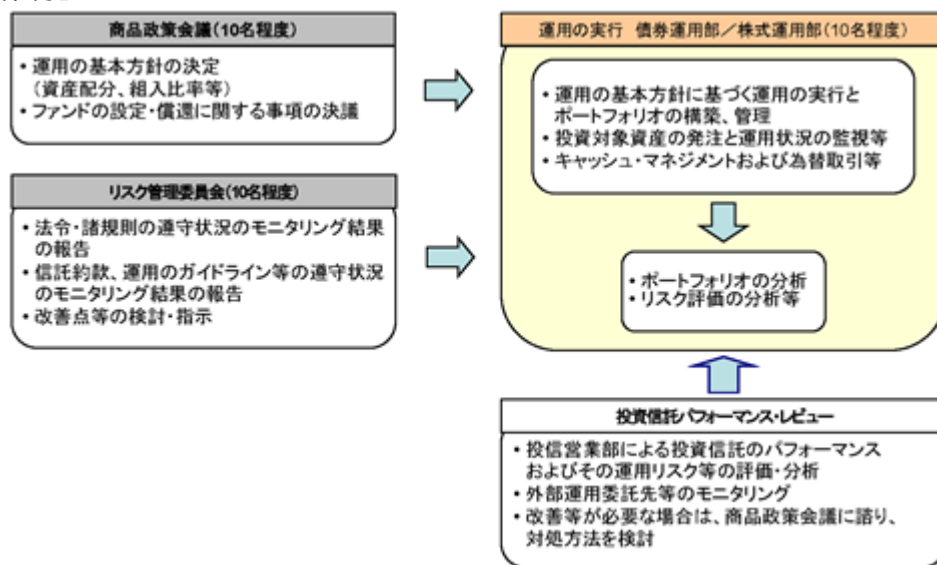 商品政策会議(10名程度)
• 運用の基本方針の決定
(資産配分、組入比率等)
• ファンドの設定・償還に関する事項の決議
リスク管理委員会(10名程度)
• 法令・諸規則の遵守状況のモニタリング結果
の報告
• 信託約款、運用のガイドライン等の遵守状況
のモニタリング結果の報告
• 改善点等の検討・指示
運用の実行 債券運用部/株式運用部(10名程度)
• 運用の基本方針に基づく運用の実行と
ポートフォリオの構築、管理
• 投資対象資産の発注と運用状況の監視等
• キャッシュ・マネジメントおよび為替取引等
• ポートフォリオの分析
• リスク評価の分析等
投資信託パフォーマンス・レビュー
• 投信営業部による投資信託のパフォーマンス
およびその運用リスク等の評価・分析
• 外部運用委託先等のモニタリング
• 改善等が必要な場合は、商品政策会議に諮り、
対処方法を検討